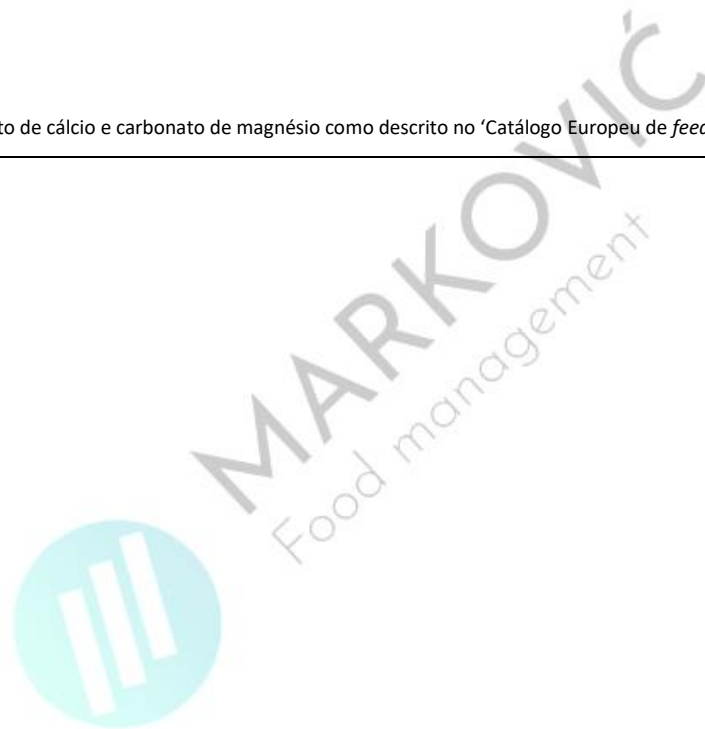 to de cálcio e carbonato de magnésio como descrito no ‘Catálogo Europeu de feed
MARKOVIĆ
Food management